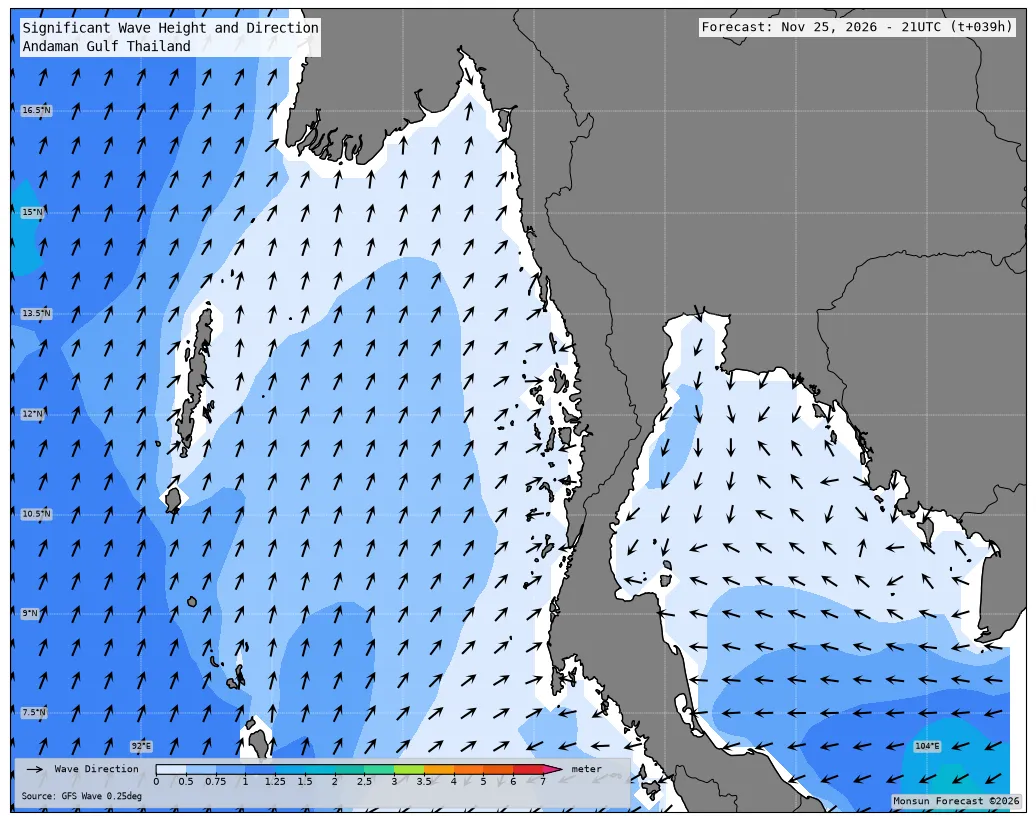 Significant Wave Height and Direction
Andaman Gulf Thailand
Forecast: Nov 25, 2026 - 21UTC (t+039h)
16.5°N
15°N
13.5°N
12°N
10.5°N
9°N
7.5°N
92°E
104°E
Wave Direction
meter
0 0.5 0.75 1 1.25 1.5 2 2.5 3 3.5 4 5 6 7
Source: GFS Wave 0.25deg
Monsun Forecast ©2026